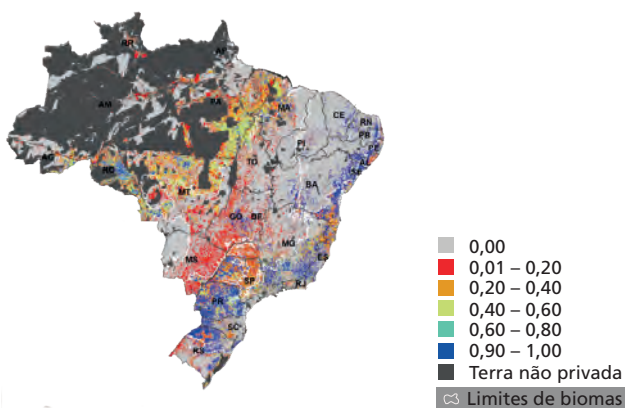 RR
AP
AM
PA
MA
CE
RN
PB
PE
AL
SE
PI
AC
RO
TO
BA
MT
GO
DF
MG
ES
MS
SP
RJ
PR
SC
RS
0,00
0,01 – 0,20
0,20 – 0,40
0,40 – 0,60
0,60 – 0,80
0,90 – 1,00
Terra não privada
Limites de biomas